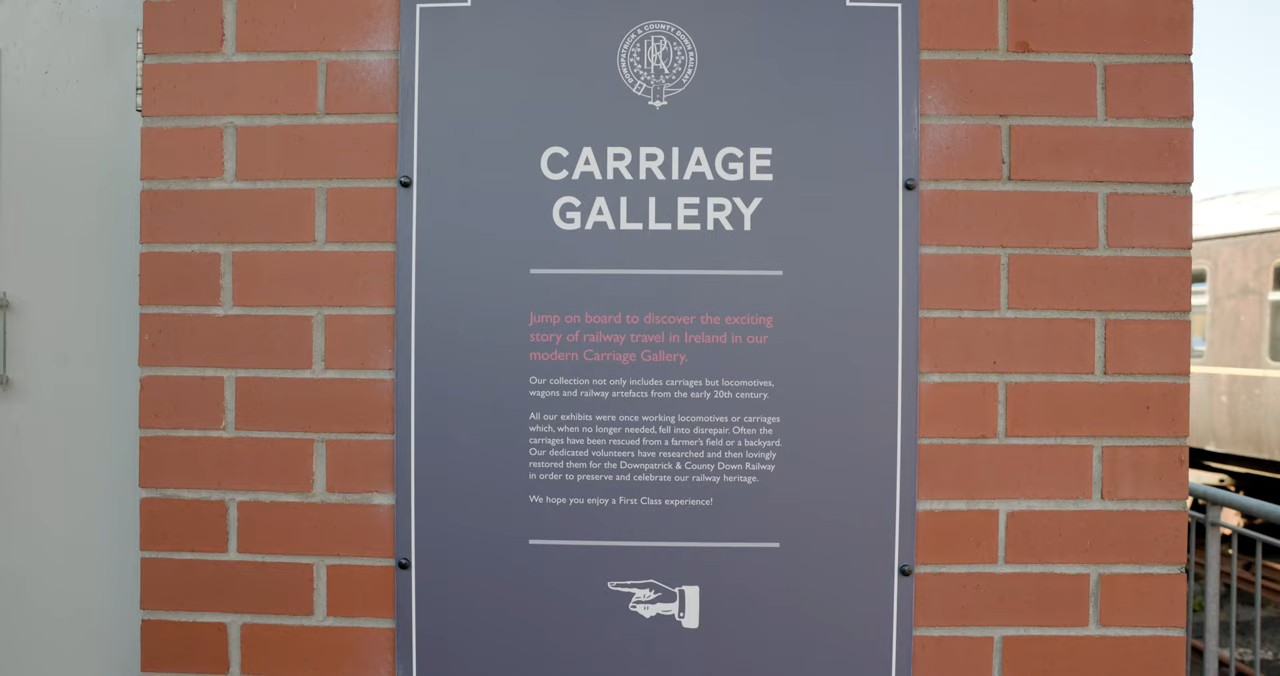 DOWNPATRICK & COUNTY DOWN RAILWAY
CARRIAGE
GALLERY
Jump on board to discover the exciting
story of railway travel in Ireland in our
modern Carriage Gallery.
Our collection not only includes carriages but locomotives,
wagons and railway artefacts from the early 20th century.
All our exhibits were once working locomotives or carriages
which, when no longer needed, fell into disrepair. Often the
carriages have been rescued from a farmer's field or a backyard.
Our dedicated volunteers have researched and then lovingly
restored them for the Downpatrick & County Down Railway
in order to preserve and celebrate our railway heritage.
We hope you enjoy a First Class experience!